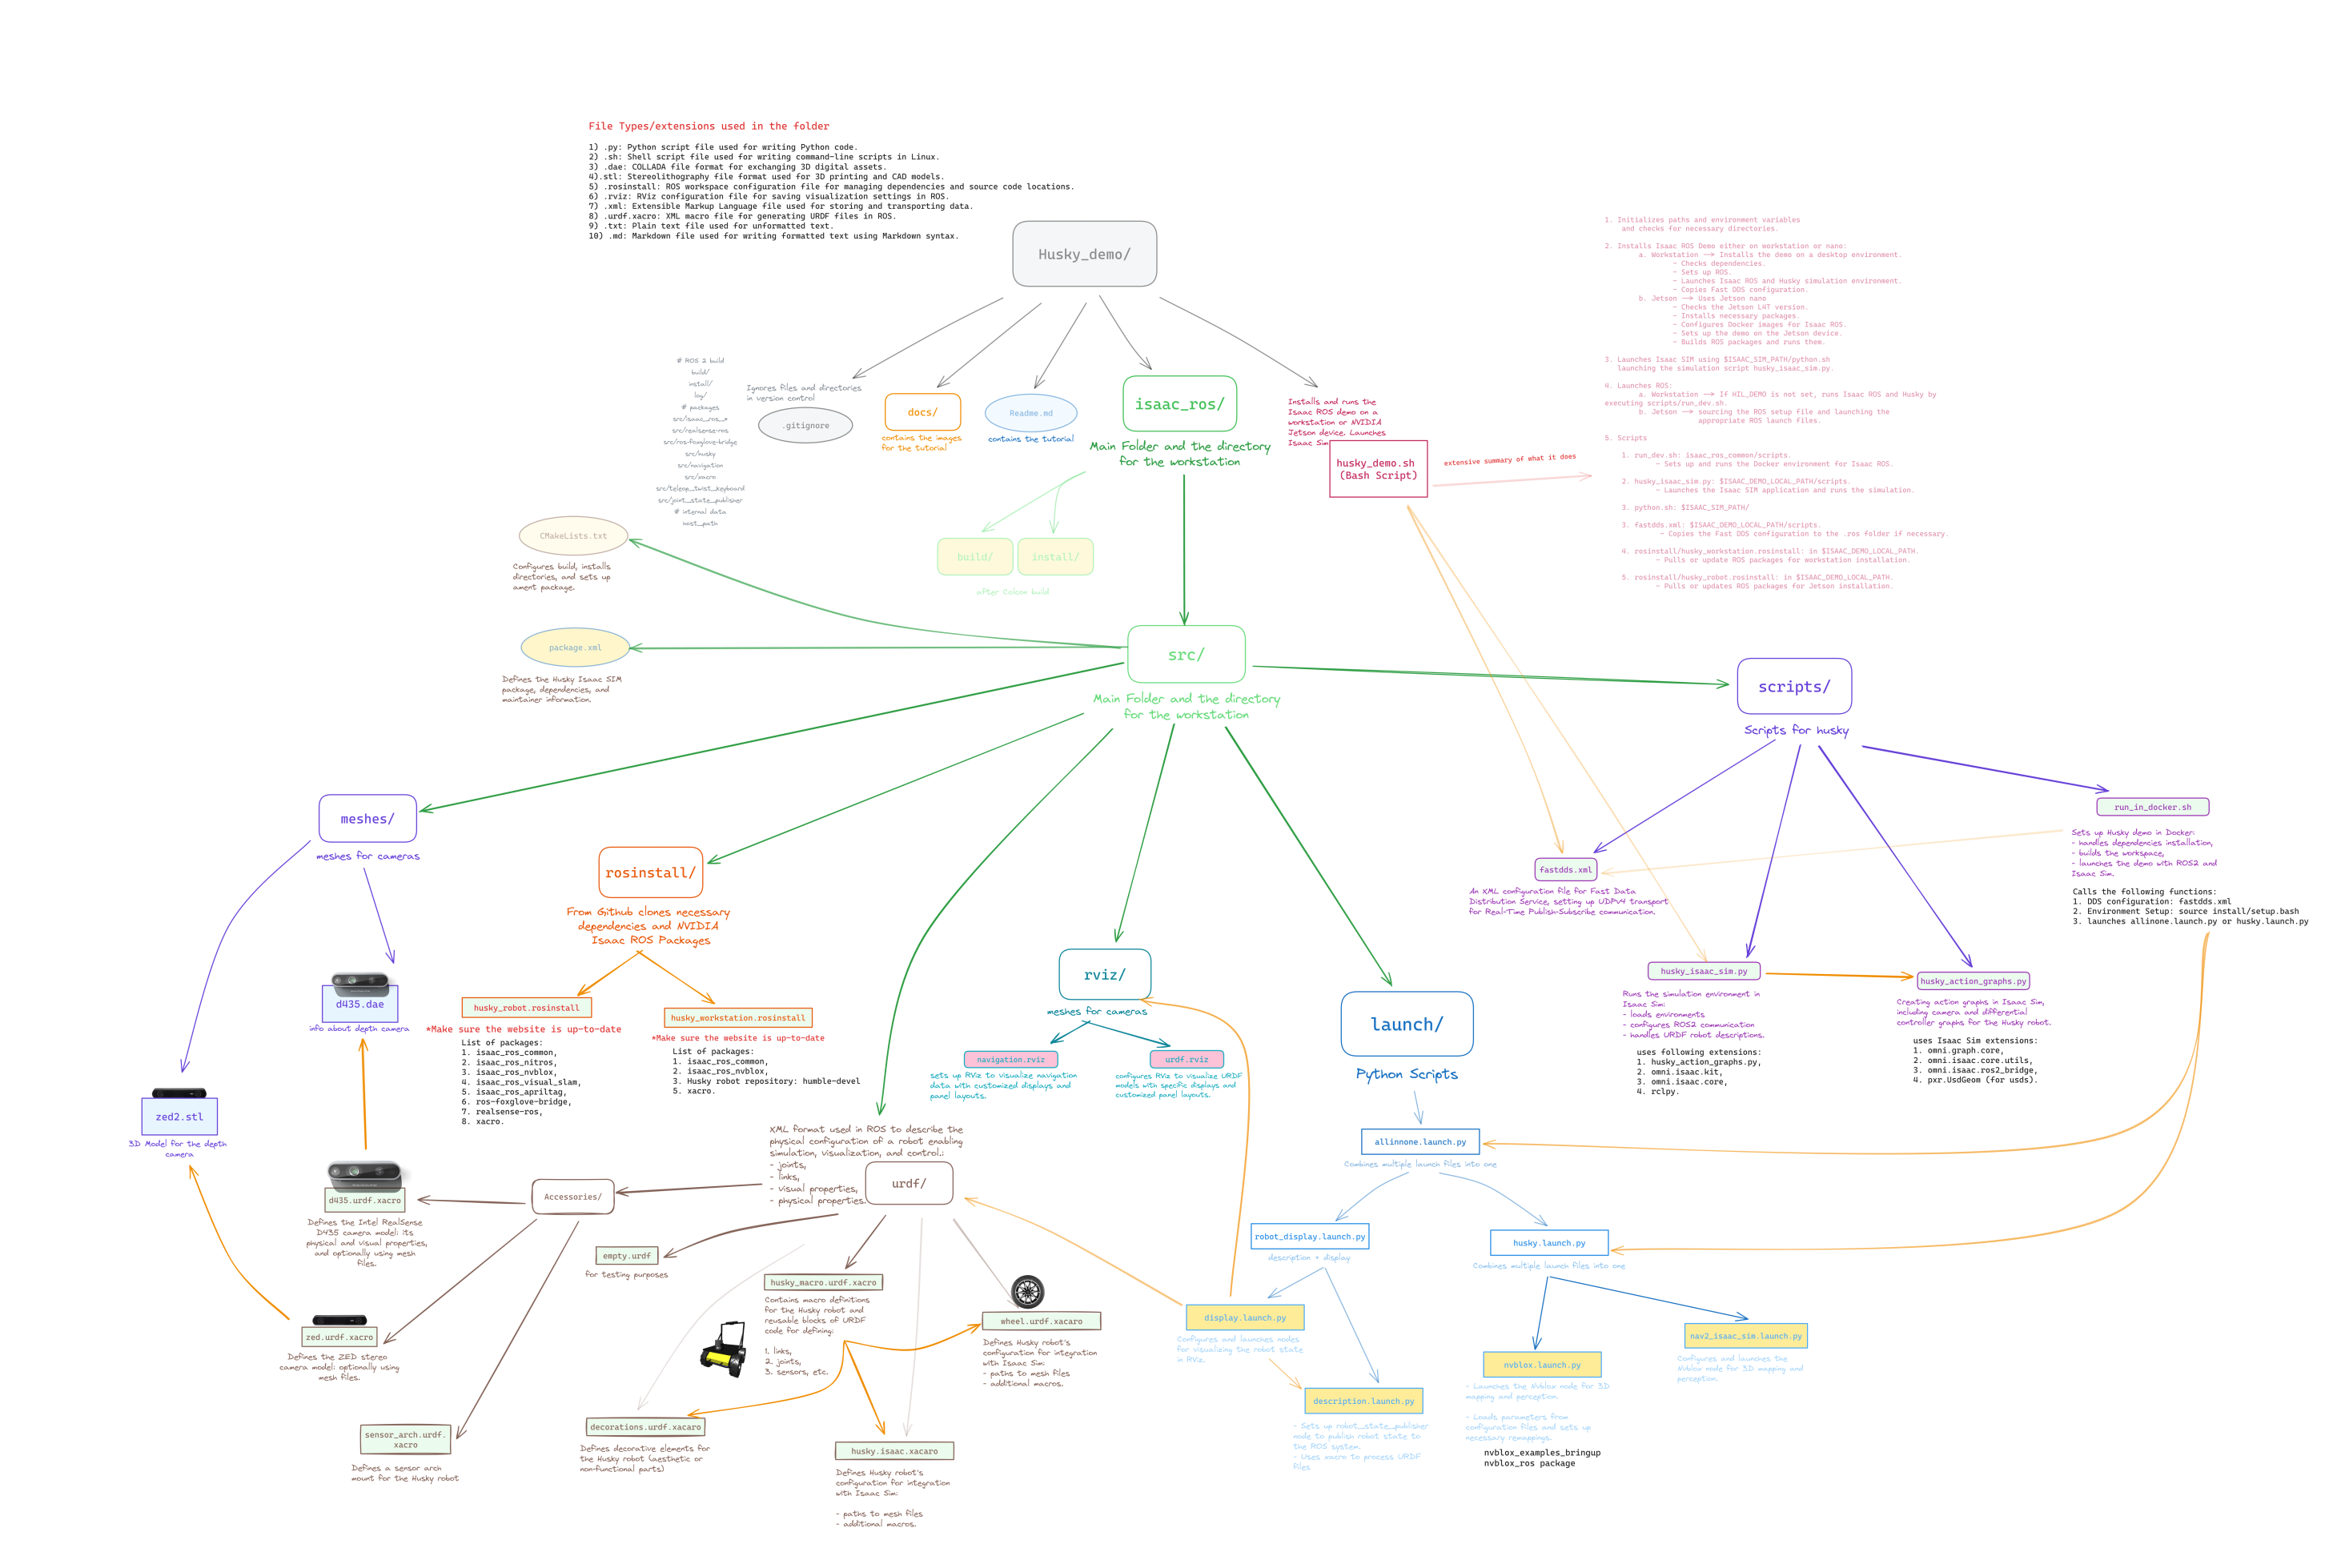 File Types/extensions used in the folder
1) .py: Python script file used for writing Python code.
2) .sh: Shell script file used for writing command-line scripts in Linux.
3) .dae: COLLADA file format for exchanging 3D digital assets.
4).stl: Stereolithography file format used for 3D printing and CAD models.
5) .rosinstall: ROS workspace configuration file for managing dependencies and source code locations.
6) .rviz: RViz configuration file for saving visualization settings in ROS.
7) .xml: Extensible Markup Language file used for storing and transporting data.
8) .urdf.xacro: XML macro file for generating URDF files in ROS.
9) .txt: Plain text file used for unformatted text.
10) .md: Markdown file used for writing formatted text using Markdown syntax.
Husky_demo/
1. Initializes paths and environment variables
and checks for necessary directories.
2. Installs Isaac ROS Demo either on workstation or nano:
a. Workstation —> Installs the demo on a desktop environment.
- Checks dependencies.
- Sets up ROS.
- Launches Isaac ROS and Husky simulation environment.
- Copies Fast DDS configuration.
b. Jetson —> Uses Jetson nano
- Checks the Jetson L4T version.
- Installs necessary packages.
- Configures Docker images for Isaac ROS.
- Sets up the demo on the Jetson device.
- Builds ROS packages and runs them.
3. Launches Isaac SIM using $ISAAC_SIM_PATH/python.sh
launching the simulation script husky_isaac_sim.py.
4. Launches ROS:
a. Workstation —> If HIL_DEMO is not set, runs Isaac ROS and Husky by
executing scripts/run_dev.sh.
b. Jetson —> sourcing the ROS setup file and launching the
appropriate ROS launch files.
5. Scripts
1. run_dev.sh: isaac_ros_common/scripts.
- Sets up and runs the Docker environment for Isaac ROS.
2. husky_isaac_sim.py: $ISAAC_DEMO_LOCAL_PATH/scripts.
- Launches the Isaac SIM application and runs the simulation.
3. python.sh: $ISAAC_SIM_PATH/
3. fastdds.xml: $ISAAC_DEMO_LOCAL_PATH/scripts.
- Copies the Fast DDS configuration to the .ros folder if necessary.
4. rosinstall/husky_workstation.rosinstall: in $ISAAC_DEMO_LOCAL_PATH.
- Pulls or update ROS packages for workstation installation.
5. rosinstall/husky_robot.rosinstall: in $ISAAC_DEMO_LOCAL_PATH.
- Pulls or updates ROS packages for Jetson installation.
# ROS 2 build
build/
install/
log/
# packages
src/isaac_ros_*
src/realsense-ros
src/ros-foxglove-bridge
src/husky
src/navigation
src/xacro
src/teleop_twist_keyboard
src/joint_state_publisher
# internal data
host_path
Ignores files and directories
in version control
.gitignore
docs/
contains the images
for the tutorial
Readme.md
contains the tutorial
isaac_ros/
Main Folder and the directory
for the workstation
Installs and runs the
Isaac ROS demo on a
workstation or NVIDIA
Jetson device. Launches
Isaac Sim
husky_demo.sh
(Bash Script)
extensive summary of what it does
build/
install/
after Colcon build
CMakeLists.txt
Configures build, installs
directories, and sets up
ament package.
package.xml
Defines the Husky Isaac SIM
package, dependencies, and
maintainer information.
src/
Main Folder and the directory
for the workstation
scripts/
Scripts for husky
meshes/
meshes for cameras
rosinstall/
From Github clones necessary
dependencies and NVIDIA
Isaac ROS Packages
run_in_docker.sh
Sets up Husky demo in Docker:
- handles dependencies installation,
- builds the workspace,
- launches the demo with ROS2 and
Isaac Sim.
Calls the following functions:
1. DDS configuration: fastdds.xml
2. Environment Setup: source install/setup.bash
3. launches allinone.launch.py or husky.launch.py
fastdds.xml
An XML configuration file for Fast Data
Distribution Service, setting up UDPv4 transport
for Real-Time Publish-Subscribe communication.
husky_isaac_sim.py
Runs the simulation environment in
Isaac Sim:
- loads environments
- configures ROS2 communication
- handles URDF robot descriptions.
uses following extensions:
1. husky_action_graphs.py,
2. omni.isaac.kit,
3. omni.isaac.core,
4. rclpy.
husky_action_graphs.py
Creating action graphs in Isaac Sim,
including camera and differential
controller graphs for the Husky robot.
uses Isaac Sim extensions:
1. omni.graph.core,
2. omni.isaac.core.utils,
3. omni.isaac.ros2_bridge,
4. pxr.UsdGeom (for usds).
d435.dae
info about depth camera
husky_robot.rosinstall
*Make sure the website is up-to-date
List of packages:
1. isaac_ros_common,
2. isaac_ros_nitros,
3. isaac_ros_nvblox,
4. isaac_ros_visual_slam,
5. isaac_ros_apriltag,
6. ros-foxglove-bridge,
7. realsense-ros,
8. xacro.
husky_workstation.rosinstall
*Make sure the website is up-to-date
List of packages:
1. isaac_ros_common,
2. isaac_ros_nvblox,
3. Husky robot repository: humble-devel
5. xacro.
rviz/
meshes for cameras
navigation.rviz
sets up RViz to visualize navigation
data with customized displays and
panel layouts.
urdf.rviz
configures RViz to visualize URDF
models with specific displays and
customized panel layouts.
launch/
Python Scripts
zed2.stl
3D Model for the depth
camera
XML format used in ROS to describe the
physical configuration of a robot enabling
simulation, visualization, and control.:
- joints,
- links,
- visual properties,
- physical properties.
urdf/
allinnone.launch.py
Combines multiple launch files into one
Accessories/
d435.urdf.xacro
Defines the Intel RealSense
D435 camera model: its
physical and visual properties,
and optionally using mesh
files.
robot_display.launch.py
description + display
husky.launch.py
Combines multiple launch files into one
empty.urdf
for testing purposes
husky_macro.urdf.xacro
Contains macro definitions
for the Husky robot and
reusable blocks of URDF
code for defining:
1. links,
2. joints,
3. sensors, etc.
wheel.urdf.xacaro
Defines Husky robot's
configuration for integration
with Isaac Sim:
- paths to mesh files
- additional macros.
zed.urdf.xacro
Defines the ZED stereo
camera model: optionally using
mesh files.
display.launch.py
Configures and launches nodes
for visualizing the robot state
in RViz.
nav2_isaac_sim.launch.py
Configures and launches the
Nvblox node for 3D mapping and
perception.
nvblox.launch.py
- Launches the Nvblox node for 3D
mapping and perception.
- Loads parameters from
configuration files and sets up
necessary remappings.
nvblox_examples_bringup
nvblox_ros package
description.launch.py
- Sets up robot_state_publisher
node to publish robot state to
the ROS system.
- Uses xacro to process URDF
files
decorations.urdf.xacaro
Defines decorative elements for
the Husky robot (aesthetic or
non-functional parts)
husky.isaac.xacaro
Defines Husky robot's
configuration for integration
with Isaac Sim:
- paths to mesh files
- additional macros.
sensor_arch.urdf.
xacro
Defines a sensor arch
mount for the Husky robot